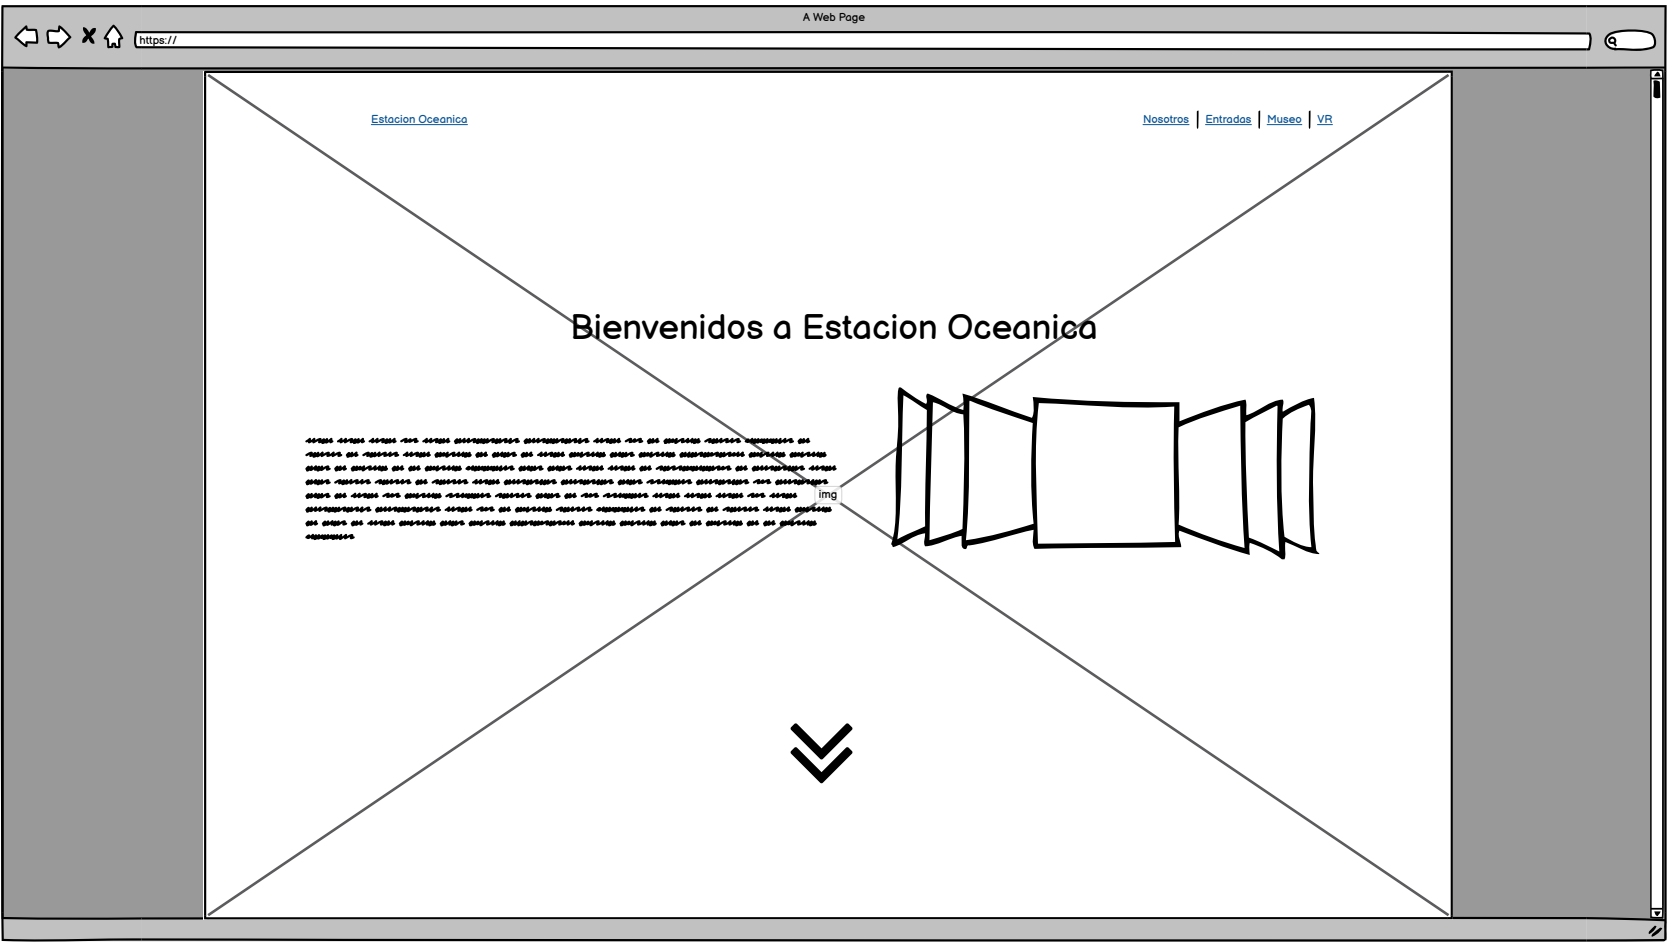 A Web Page
https://
Estacion Oceanica
Nosotros | Entradas | Museo | VR
Bienvenidos a Estacion Oceanica
img